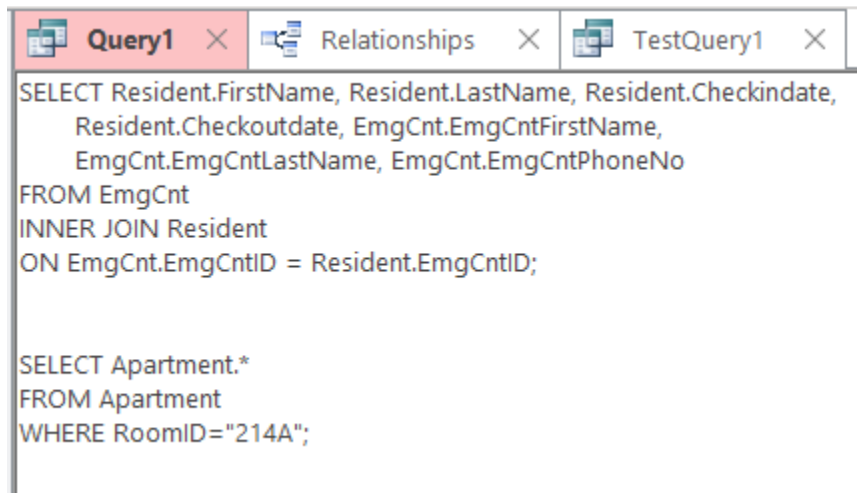 Query1 Relationships TestQuery1
SELECT Resident.FirstName, Resident.LastName, Resident.Checkindate,
Resident.Checkoutdate, EmgCnt.EmgCntFirstName,
EmgCnt.EmgCntLastName, EmgCnt.EmgCntPhoneNo
FROM EmgCnt
INNER JOIN Resident
ON EmgCnt.EmgCntID = Resident.EmgCntID;
SELECT Apartment.*
FROM Apartment
WHERE RoomID="214A";